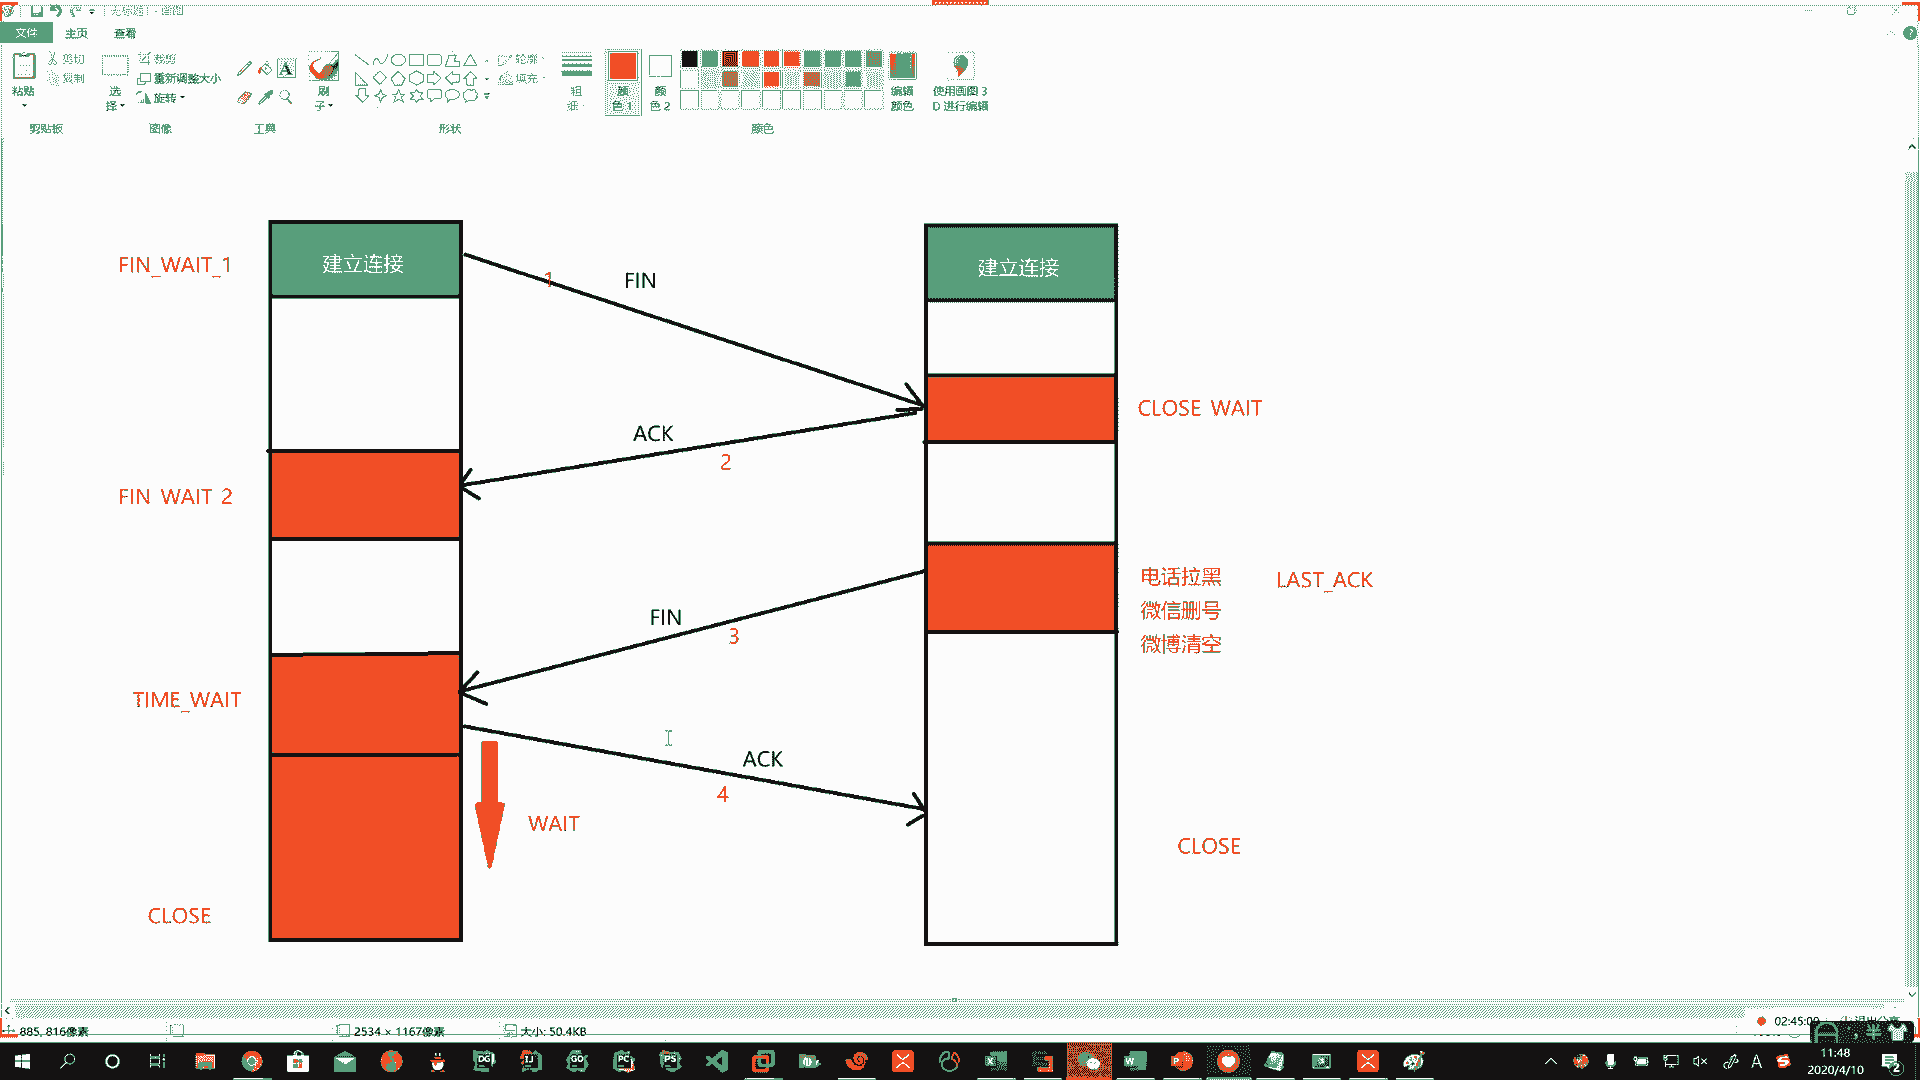 无标题 - 画图
文件 主页 查看
粘贴
剪切
复制
剪贴板
选择
裁剪
重新调整大小
旋转
图像
A
工具
刷子
形状
轮廓
填充
粗细
颜色 1
颜色 2
颜色
编辑颜色
使用画图 3D 进行编辑
FIN_WAIT_1
建立连接
1
FIN
建立连接
CLOSE WAIT
ACK
2
FIN WAIT 2
FIN
3
电话拉黑
微信删号
微博清空
LAST_ACK
TIME_WAIT
ACK
4
WAIT
CLOSE
CLOSE
885, 816像素
2534 × 1167像素
大小: 50.4KB
11:48
2020/4/10